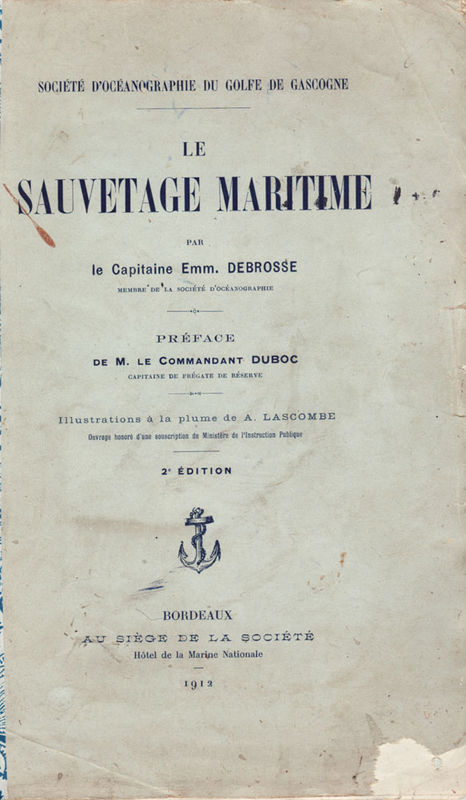 SOCIÉTÉ D'OCÉANOGRAPHIE DU GOLFE DE GASCOGNE
LE
SAUVETAGE MARITIME
PAR
le Capitaine Emm. DEBROSSE
MEMBRE DE LA SOCIÉTÉ D'OCÉANOGRAPHIE
PRÉFACE
DE M. LE COMMANDANT DUBOC
CAPITAINE DE FRÉGATE DE RÉSERVE
Illustrations à la plume de A. LASCOMBE
Ouvrage honoré d'une souscription du Ministère de l'Instruction Publique
2e ÉDITION
BORDEAUX
AU SIÈGE DE LA SOCIÉTÉ
Hôtel de la Marine Nationale
1912